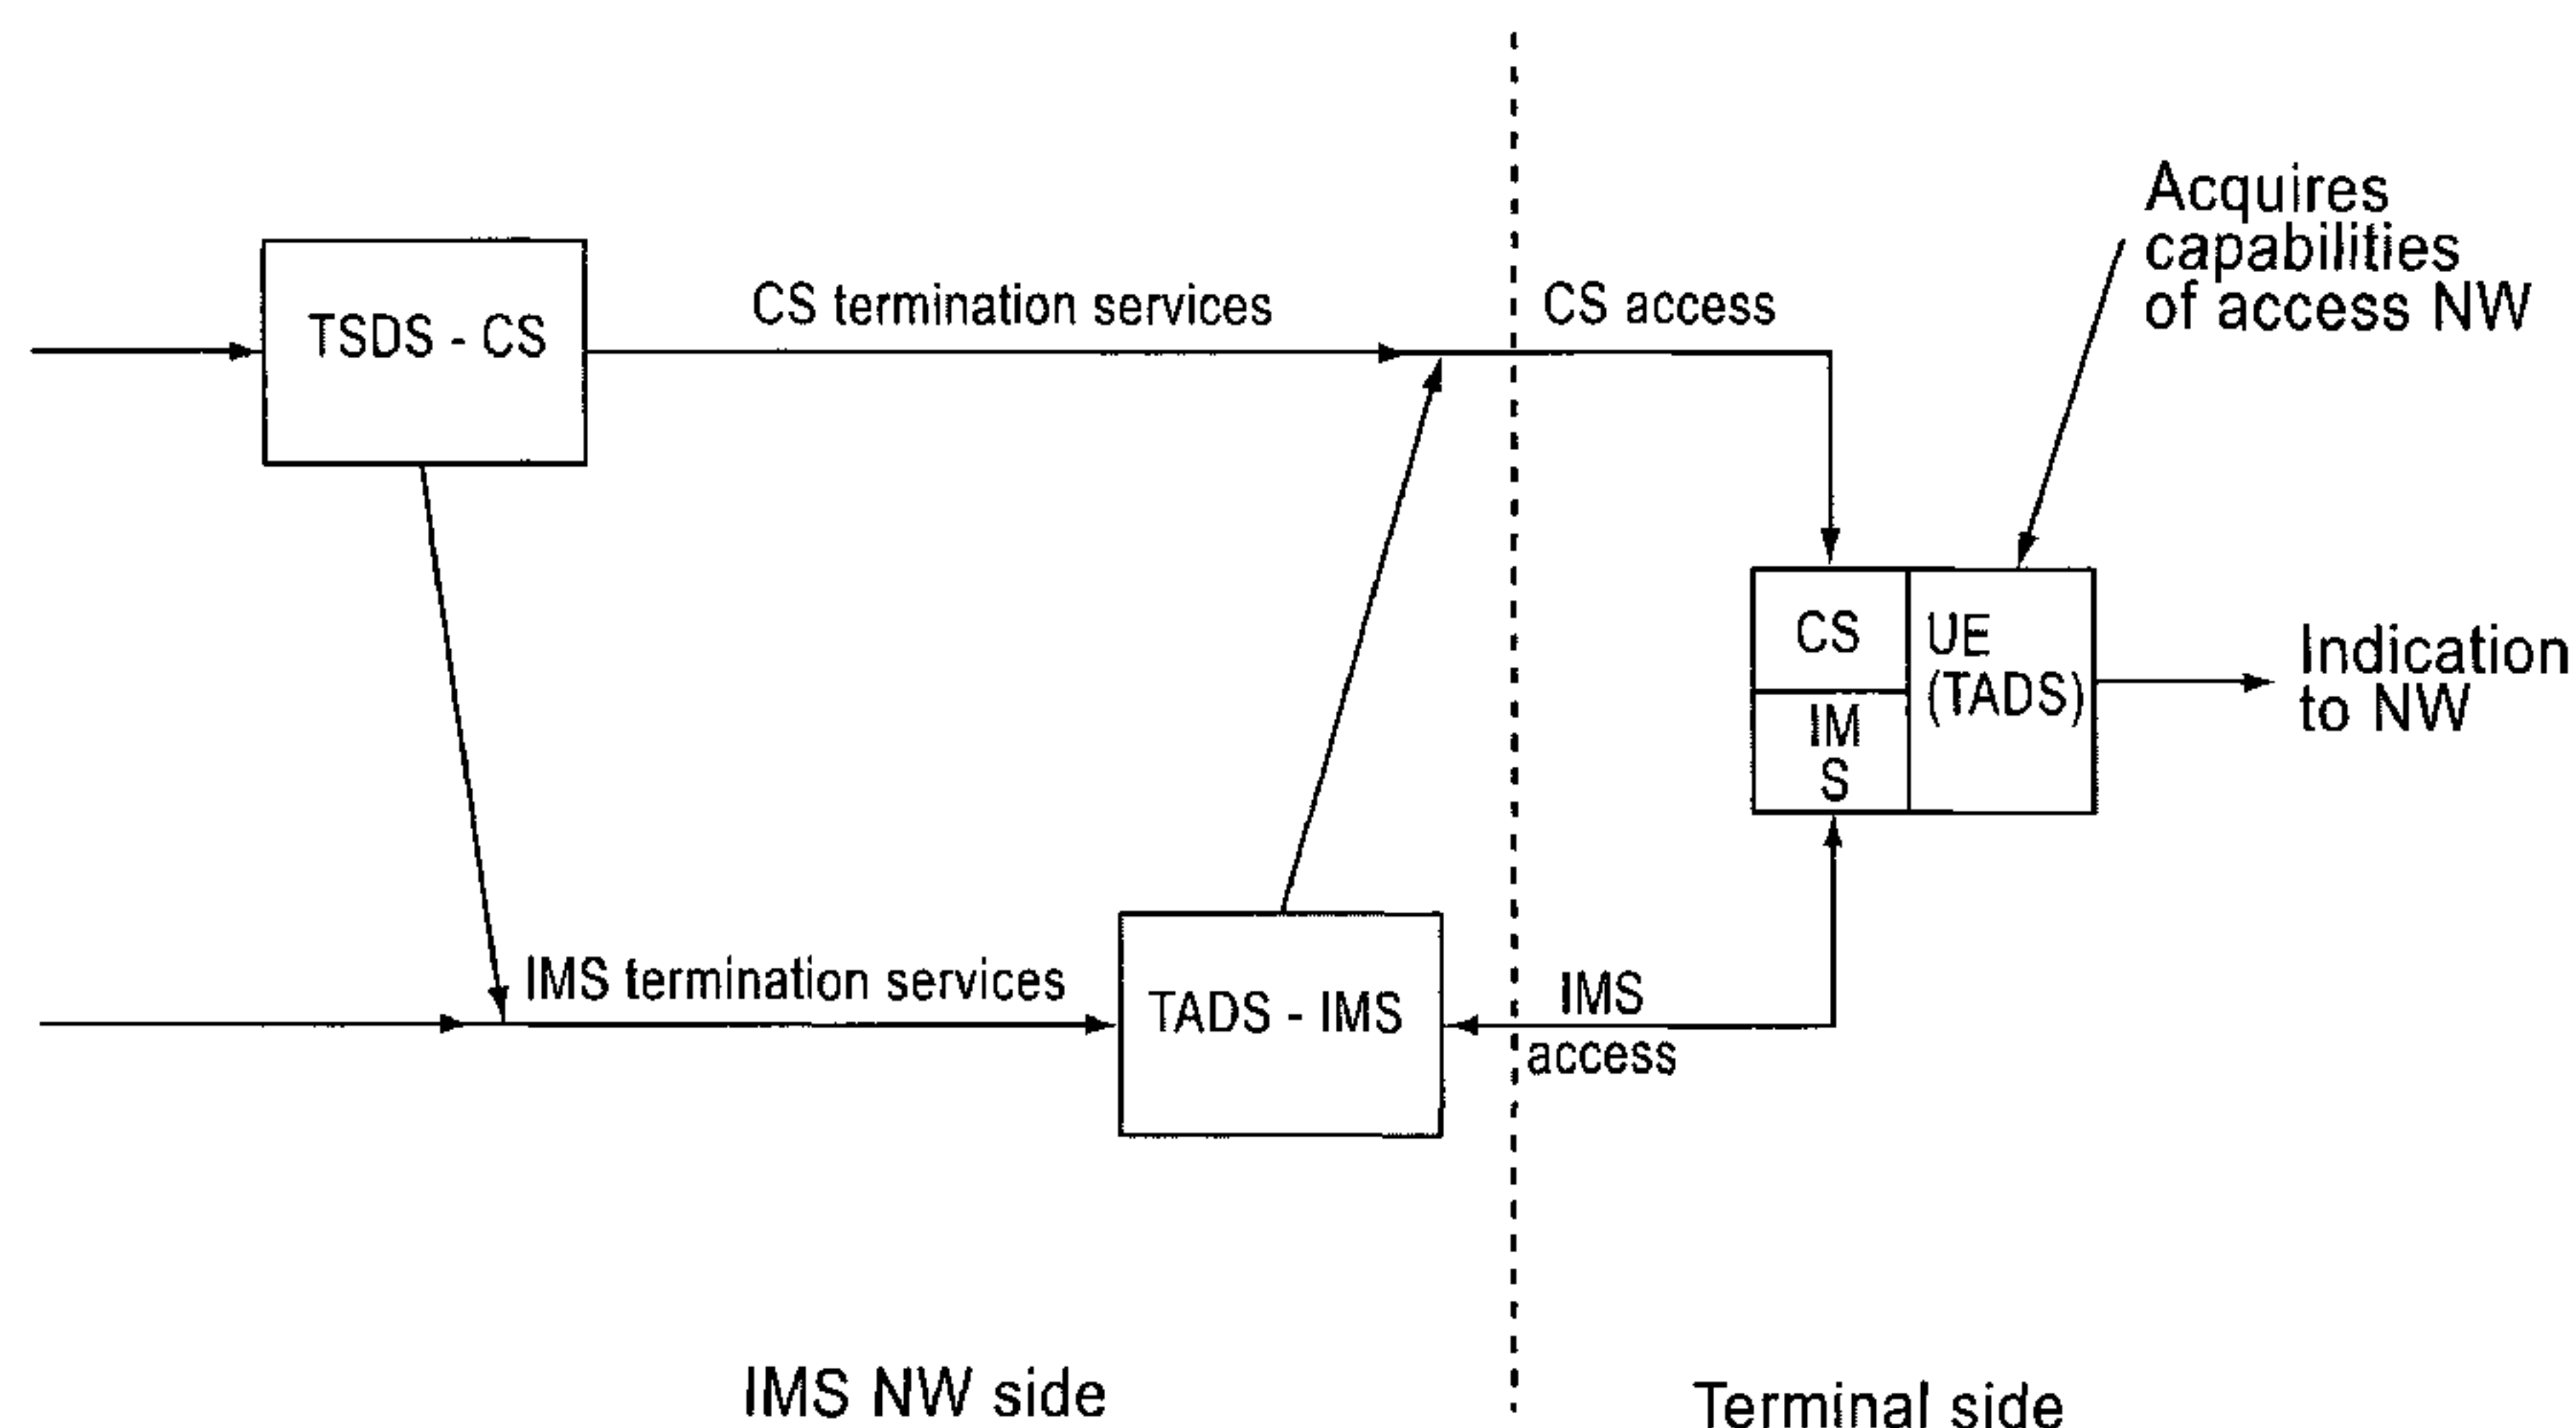 Acquires
capabilities
of access NW
TSDS - CS
CS termination services
CS access
CS
UE
(TADS)
IM
S
Indication
to NW
IMS termination services
TADS - IMS
IMS
access
IMS NW side
Terminal side